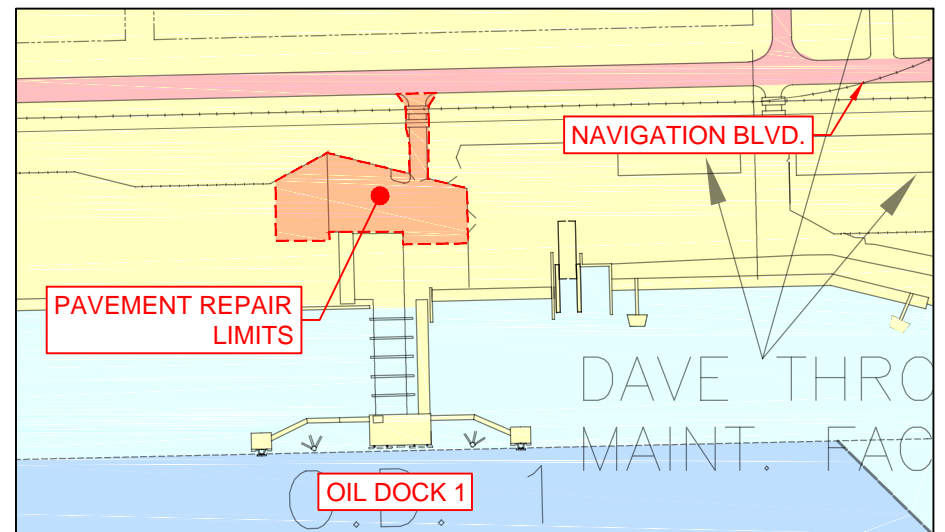 NAVIGATION BLVD.
PAVEMENT REPAIR
LIMITS
DAVE THRO
MAINT. FAC
O.D. 1
OIL DOCK 1